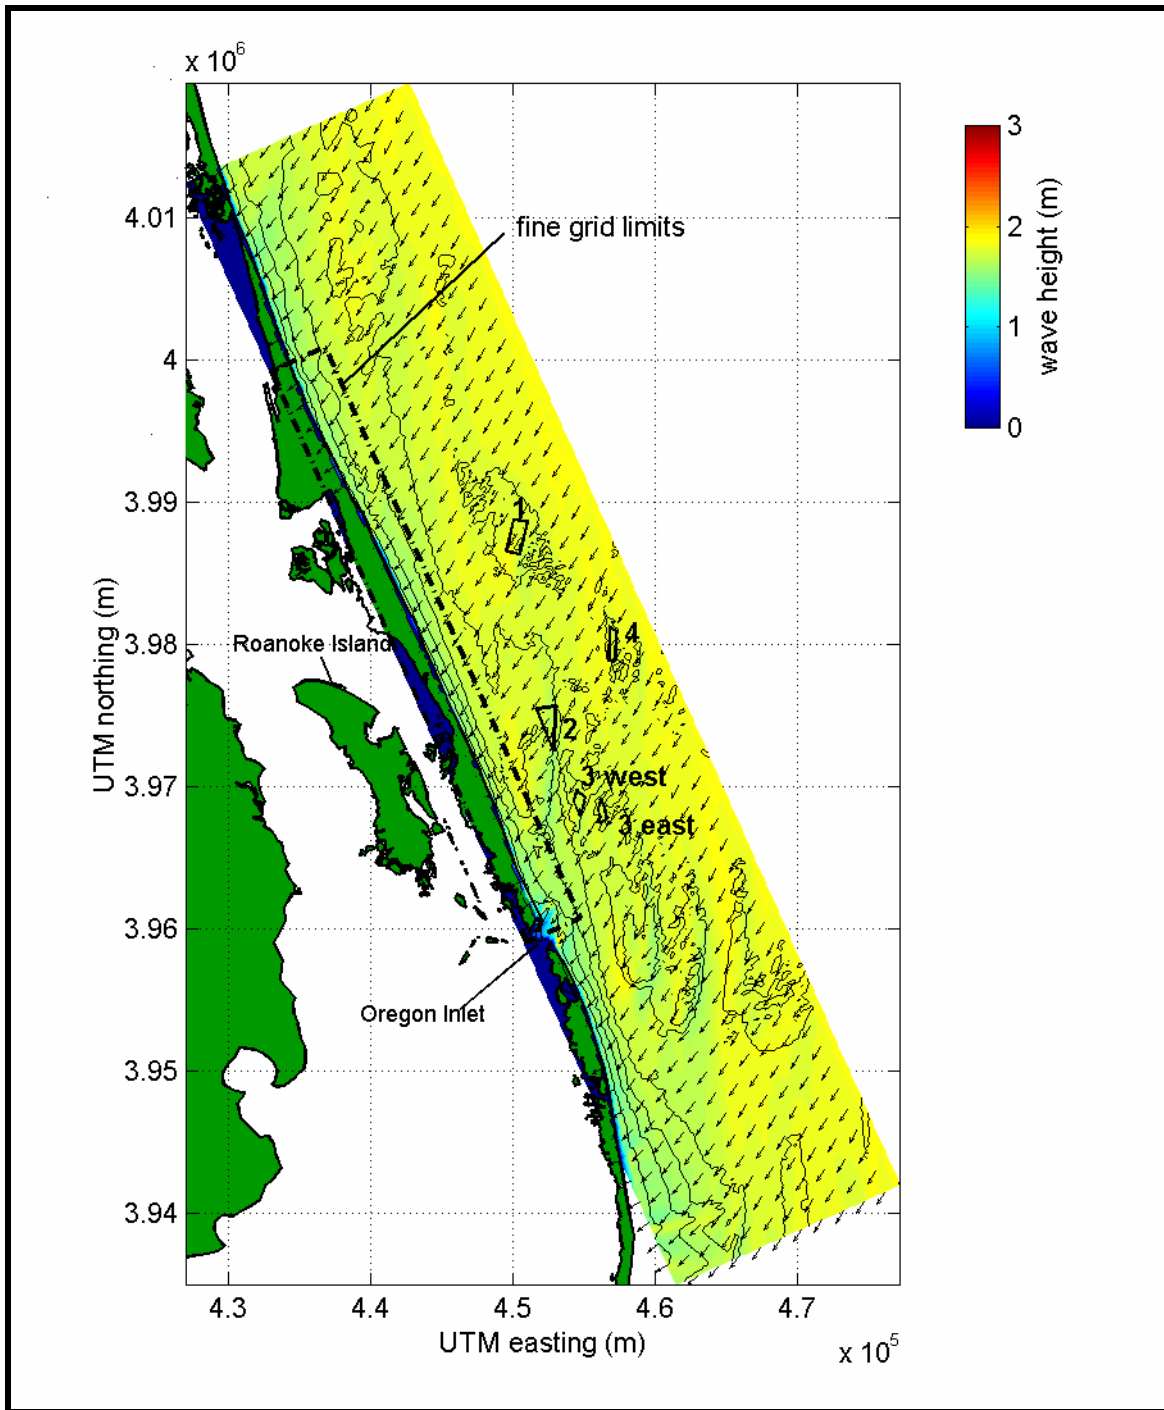 x 10^6
4.01
4
3.99
3.98
3.97
3.96
3.95
3.94
UTM northing (m)
fine grid limits
1
4
2
3 west
3 east
Roanoke Island
Oregon Inlet
4.3
4.4
4.5
4.6
4.7
UTM easting (m)
x 10^5
3
2
1
0
wave height (m)